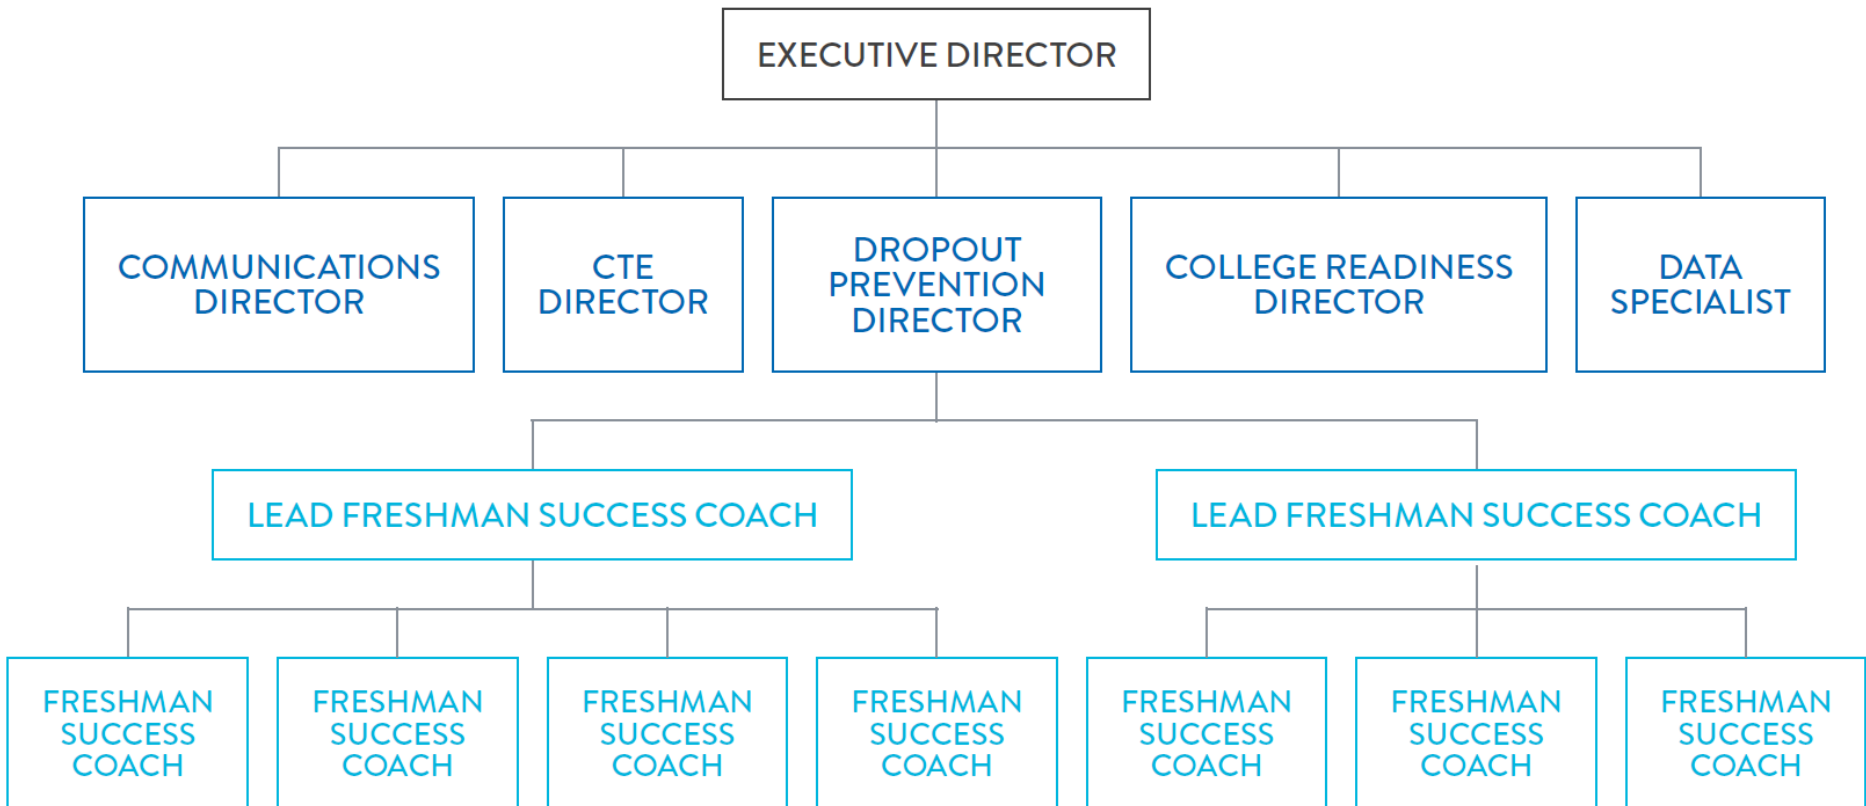 EXECUTIVE DIRECTOR
COMMUNICATIONS
DIRECTOR
CTE
DIRECTOR
DROPOUT
PREVENTION
DIRECTOR
COLLEGE READINESS
DIRECTOR
DATA
SPECIALIST
LEAD FRESHMAN SUCCESS COACH
LEAD FRESHMAN SUCCESS COACH
FRESHMAN
SUCCESS
COACH
FRESHMAN
SUCCESS
COACH
FRESHMAN
SUCCESS
COACH
FRESHMAN
SUCCESS
COACH
FRESHMAN
SUCCESS
COACH
FRESHMAN
SUCCESS
COACH
FRESHMAN
SUCCESS
COACH